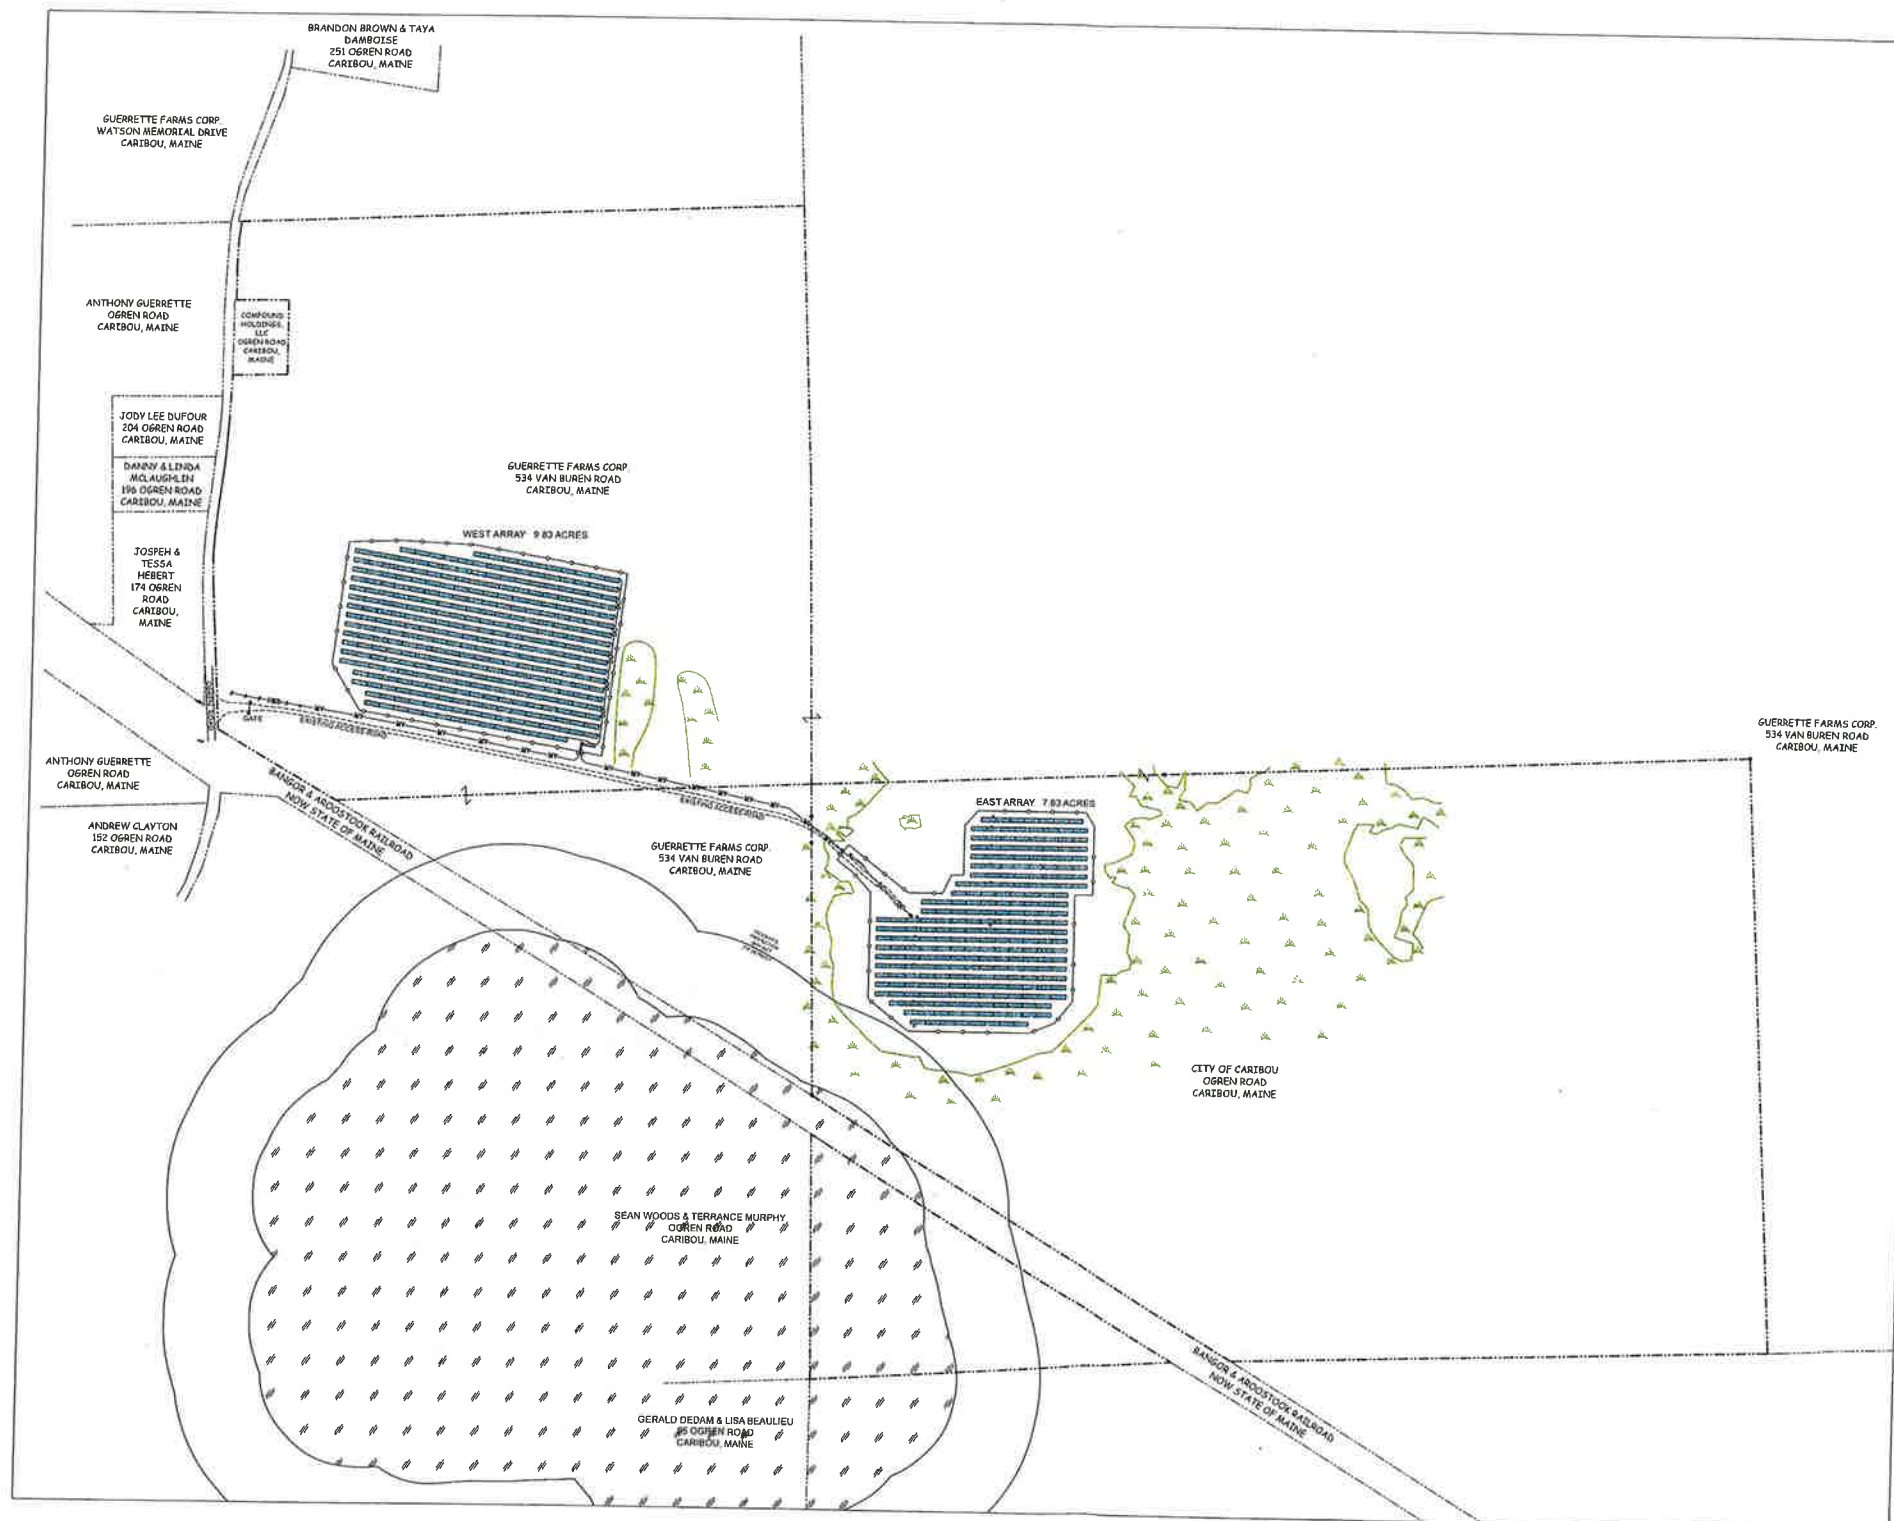 BRANDON BROWN & TAYA
DAMBOISE
251 OGREN ROAD
CARIBOU, MAINE
GUERRETTE FARMS CORP.
WATSON MEMORIAL DRIVE
CARIBOU, MAINE
ANTHONY GUERRETTE
OGREN ROAD
CARIBOU, MAINE
COMPOUND
HOLDINGS,
LLC
OGREN ROAD
CARIBOU,
MAINE
JODY LEE DUFOUR
204 OGREN ROAD
CARIBOU, MAINE
DANNY & LINDA
MCLAUGHLIN
196 OGREN ROAD
CARIBOU, MAINE
GUERRETTE FARMS CORP.
534 VAN BUREN ROAD
CARIBOU, MAINE
WEST ARRAY 9.83 ACRES
JOSPEH &
TESSA
HEBERT
174 OGREN
ROAD
CARIBOU,
MAINE
GATE
EXISTING ACCESS ROAD
GUERRETTE FARMS CORP.
534 VAN BUREN ROAD
CARIBOU, MAINE
ANTHONY GUERRETTE
OGREN ROAD
CARIBOU, MAINE
BANGOR & AROOSTOOK RAILROAD
NOW STATE OF MAINE
EXISTING ACCESS ROAD
EAST ARRAY 7.83 ACRES
ANDREW CLAYTON
152 OGREN ROAD
CARIBOU, MAINE
GUERRETTE FARMS CORP.
534 VAN BUREN ROAD
CARIBOU, MAINE
CITY OF CARIBOU
OGREN ROAD
CARIBOU, MAINE
SEAN WOODS & TERRANCE MURPHY
OGREN ROAD
CARIBOU, MAINE
BANGOR & AROOSTOOK RAILROAD
NOW STATE OF MAINE
GERALD DEDAM & LISA BEAULIEU
OGREN ROAD
CARIBOU, MAINE